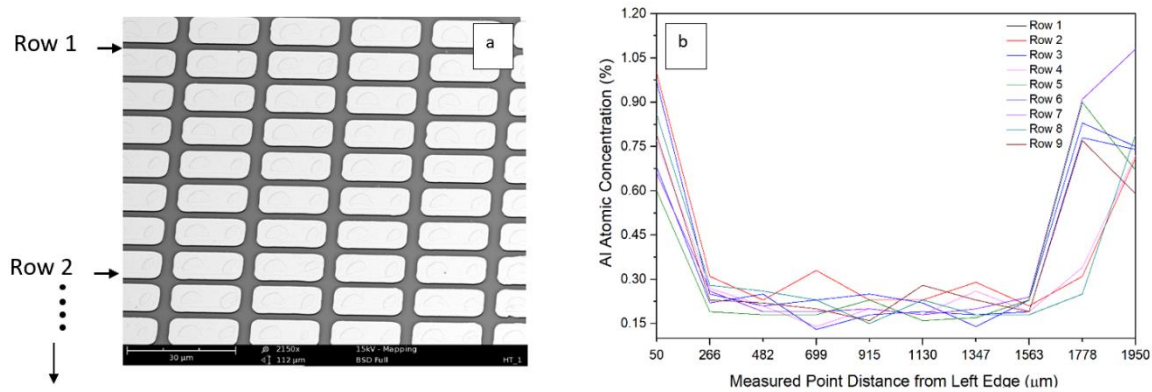 Row 1
Row 2
a
30 µm
2150x
112 µm
15kV - Mapping
BSD Full
HT_1
b
1.20
1.05
0.90
0.75
0.60
0.45
0.30
0.15
Al Atomic Concentration (%)
Row 1
Row 2
Row 3
Row 4
Row 5
Row 6
Row 7
Row 8
Row 9
50 266 482 699 915 1130 1347 1563 1778 1950
Measured Point Distance from Left Edge (µm)